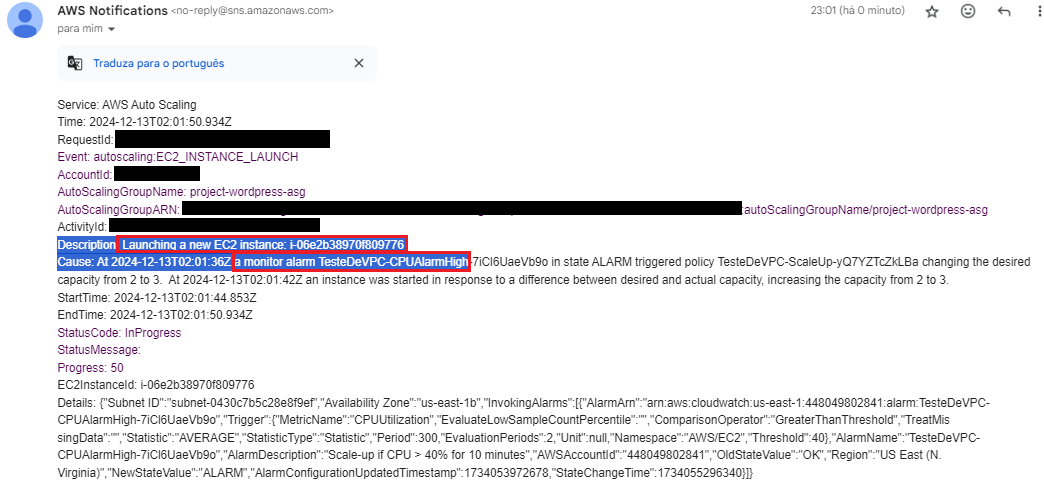 AWS Notifications <no-reply@sns.amazonaws.com>
23:01 (há 0 minuto)
para mim
Traduza para o português
Service: AWS Auto Scaling
Time: 2024-12-13T02:01:50.934Z
RequestId:
Event: autoscaling:EC2_INSTANCE_LAUNCH
AccountId:
AutoScalingGroupName: project-wordpress-asg
AutoScalingGroupARN: :autoScalingGroupName/project-wordpress-asg
ActivityId:
Description: Launching a new EC2 instance: i-06e2b38970f809776
Cause: At 2024-12-13T02:01:36Z a monitor alarm TesteDeVPC-CPUAlarmHigh-7iCl6UaeVb9o in state ALARM triggered policy TesteDeVPC-ScaleUp-yQ7YZTcZkLBa changing the desired
capacity from 2 to 3.  At 2024-12-13T02:01:42Z an instance was started in response to a difference between desired and actual capacity, increasing the capacity from 2 to 3.
StartTime: 2024-12-13T02:01:44.853Z
EndTime: 2024-12-13T02:01:50.934Z
StatusCode: InProgress
StatusMessage:
Progress: 50
EC2InstanceId: i-06e2b38970f809776
Details: {"Subnet ID":"subnet-0430c7b5c28e8f9ef","Availability Zone":"us-east-1b","InvokingAlarms":[{"AlarmArn":"arn:aws:cloudwatch:us-east-1:448049802841:alarm:TesteDeVPC-
CPUAlarmHigh-7iCl6UaeVb9o","Trigger":{"MetricName":"CPUUtilization","EvaluateLowSampleCountPercentile":"","ComparisonOperator":"GreaterThanThreshold","TreatMis
singData":"","Statistic":"AVERAGE","StatisticType":"Statistic","Period":300,"EvaluationPeriods":2,"Unit":null,"Namespace":"AWS/EC2","Threshold":40},"AlarmName":"TesteDeVPC-
CPUAlarmHigh-7iCl6UaeVb9o","AlarmDescription":"Scale-up if CPU > 40% for 10 minutes","AWSAccountId":"448049802841","OldStateValue":"OK","Region":"US East (N.
Virginia)","NewStateValue":"ALARM","AlarmConfigurationUpdatedTimestamp":1734053972678,"StateChangeTime":1734055296340}]}